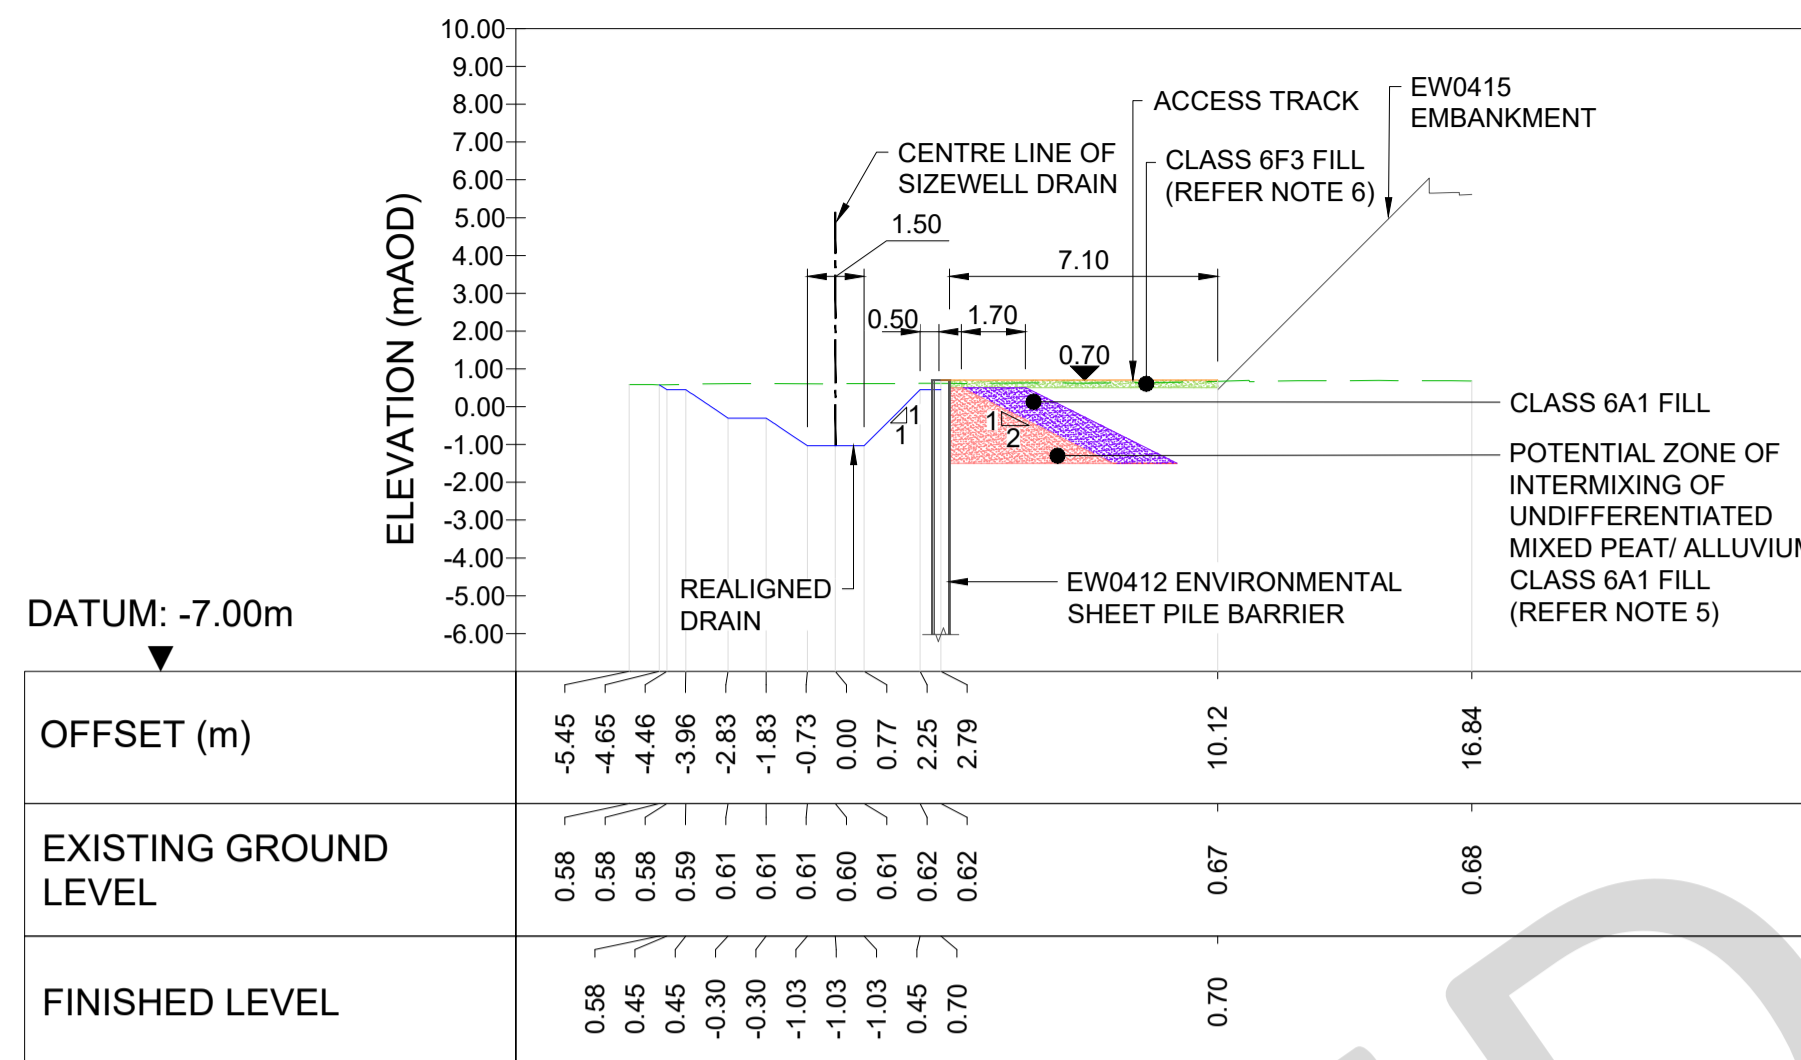 10.00
9.00
8.00
7.00
6.00
5.00
4.00
3.00
2.00
1.00
0.00
-1.00
-2.00
-3.00
-4.00
-5.00
-6.00
ELEVATION (mAOD)
DATUM: -7.00m
CENTRE LINE OF
SIZEWELL DRAIN
1.50
ACCESS TRACK
CLASS 6F3 FILL
(REFER NOTE 6)
EW0415
EMBANKMENT
7.10
0.50
1.70
0.70
1
1
1
2
CLASS 6A1 FILL
POTENTIAL ZONE OF
INTERMIXING OF
UNDIFFERENTIATED
MIXED PEAT/ ALLUVIUM
CLASS 6A1 FILL
(REFER NOTE 5)
REALIGNED
DRAIN
EW0412 ENVIRONMENTAL
SHEET PILE BARRIER
OFFSET (m)
-5.45 -4.65 -4.46 -3.96 -2.83 -1.83 -0.73 0.00 0.77 2.25 2.79 10.12 16.84
EXISTING GROUND
LEVEL
0.58 0.58 0.58 0.59 0.61 0.61 0.61 0.60 0.61 0.62 0.62 0.67 0.68
FINISHED LEVEL
0.58 0.45 0.45 -0.30 -0.30 -1.03 -1.03 -1.03 0.45 0.70 0.70